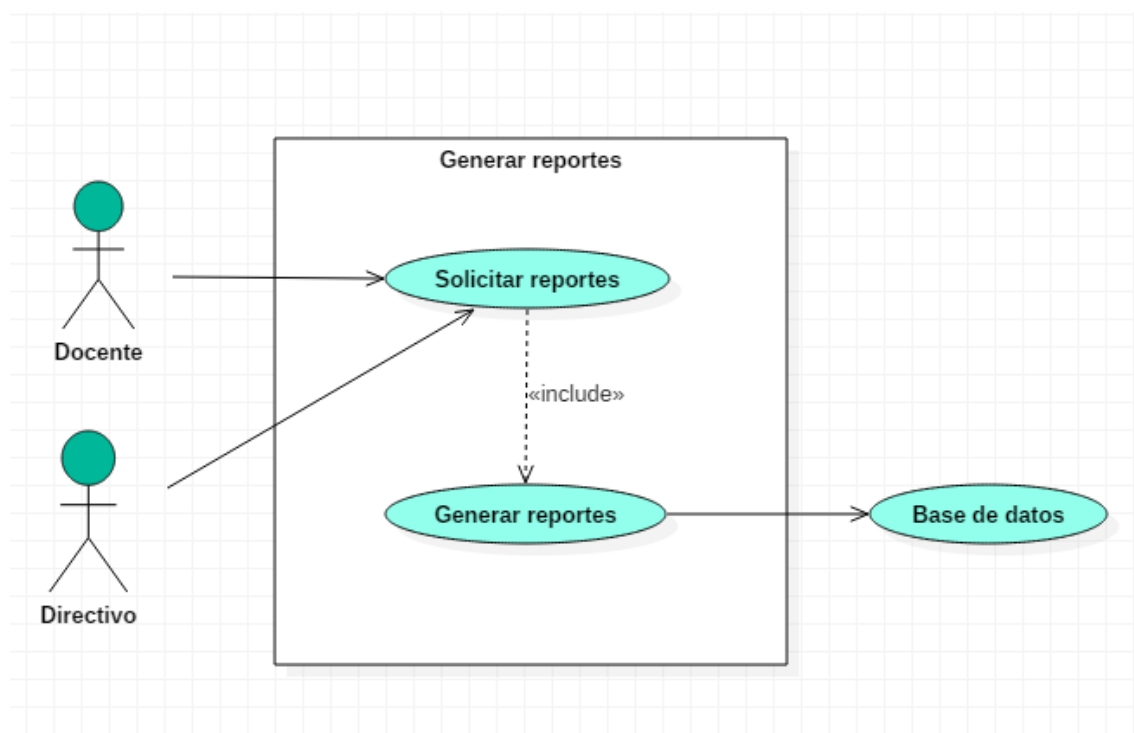 Generar reportes
Solicitar reportes
Docente
«include»
Generar reportes
Base de datos
Directivo